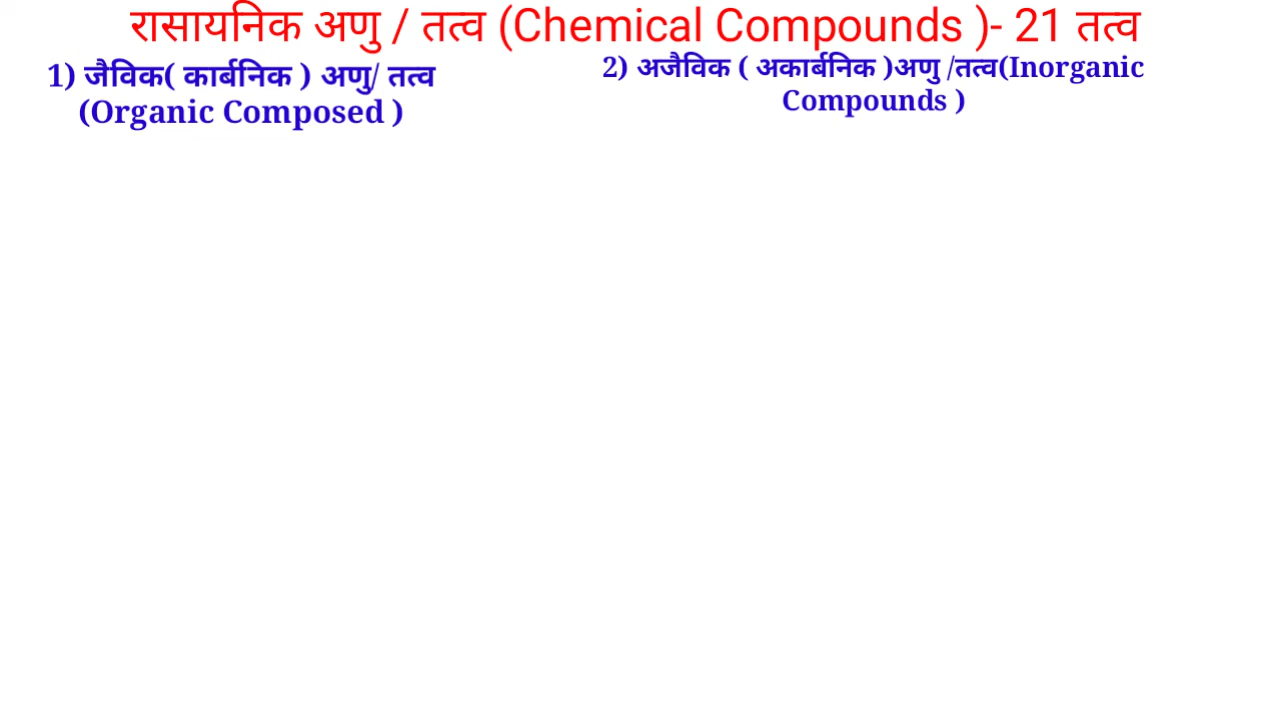 रासायनिक अणु / तत्व (Chemical Compounds )- 21 तत्व
1) जैविक( कार्बनिक ) अणु/ तत्व
(Organic Composed )
2) अजैविक ( अकार्बनिक )अणु /तत्व(Inorganic
Compounds )